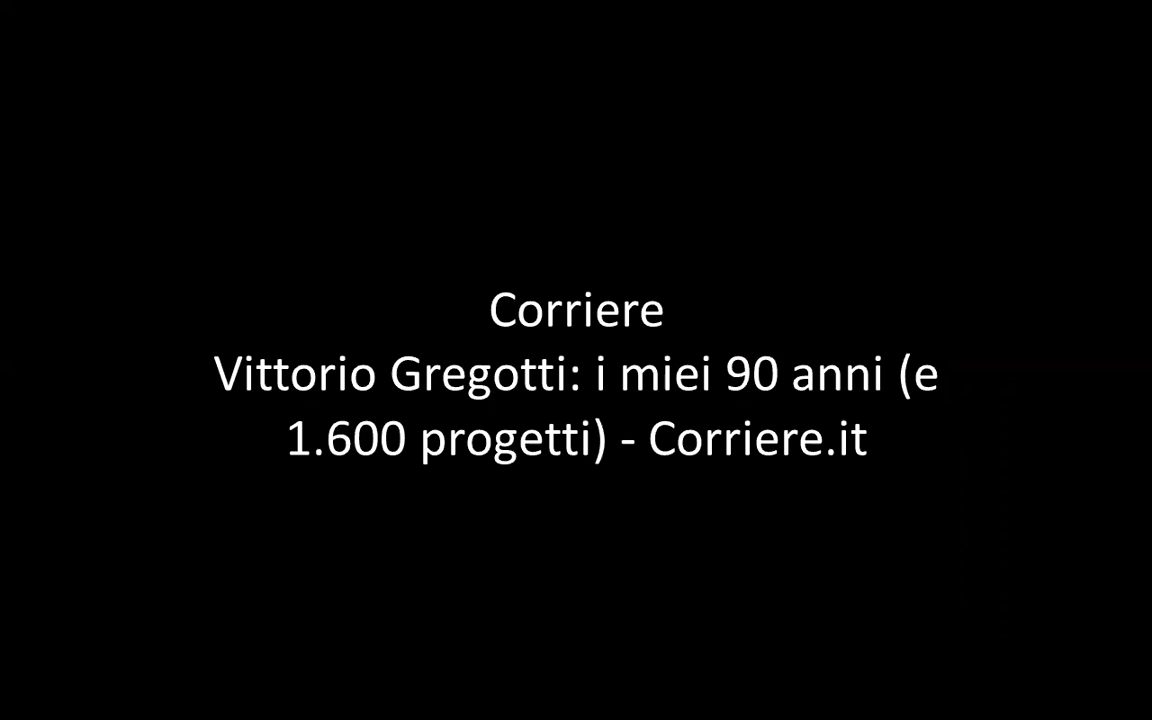 Corriere
Vittorio Gregotti: i miei 90 anni (e
1.600 progetti) - Corriere.it